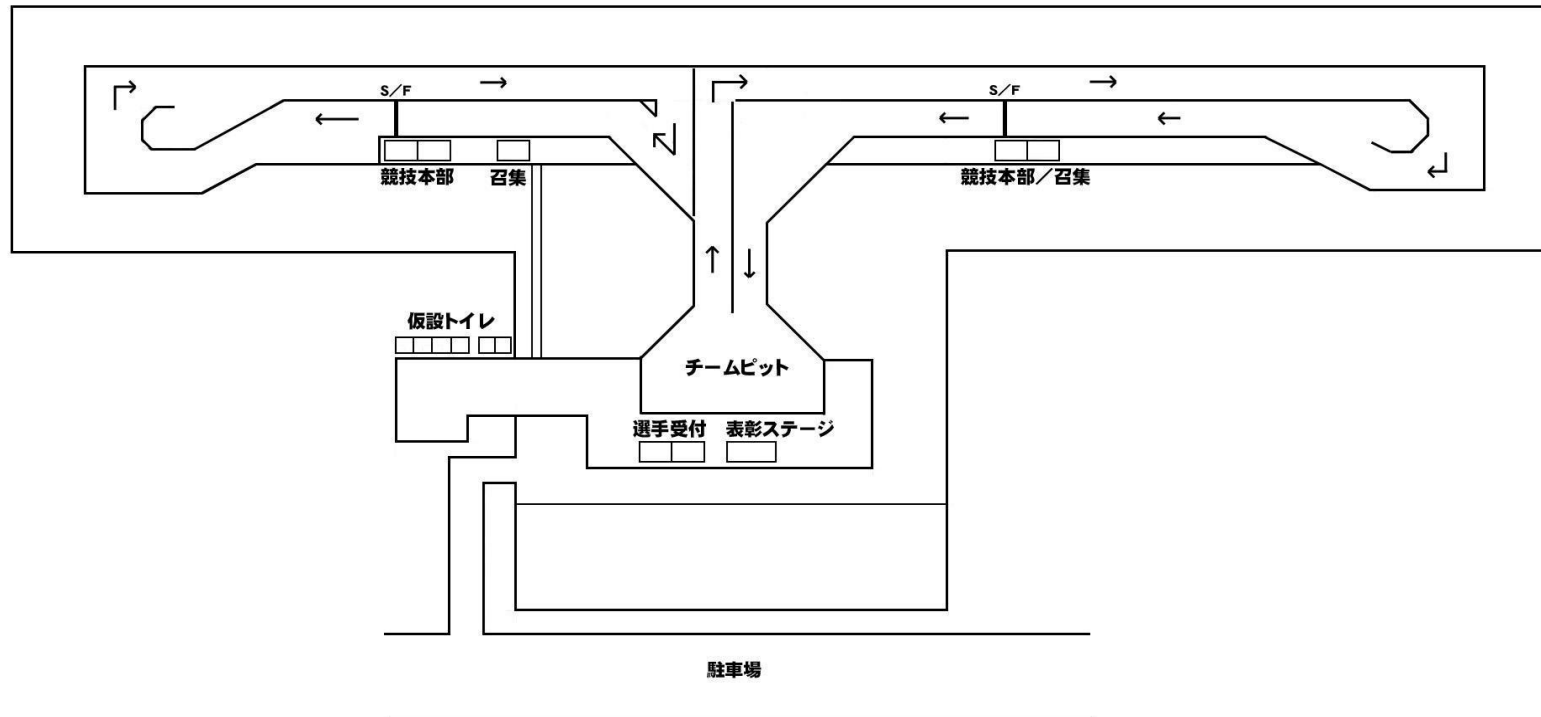 S/F
S/F
競技本部
召集
競技本部/召集
仮設トイレ
チームピット
選手受付
表彰ステージ
駐車場